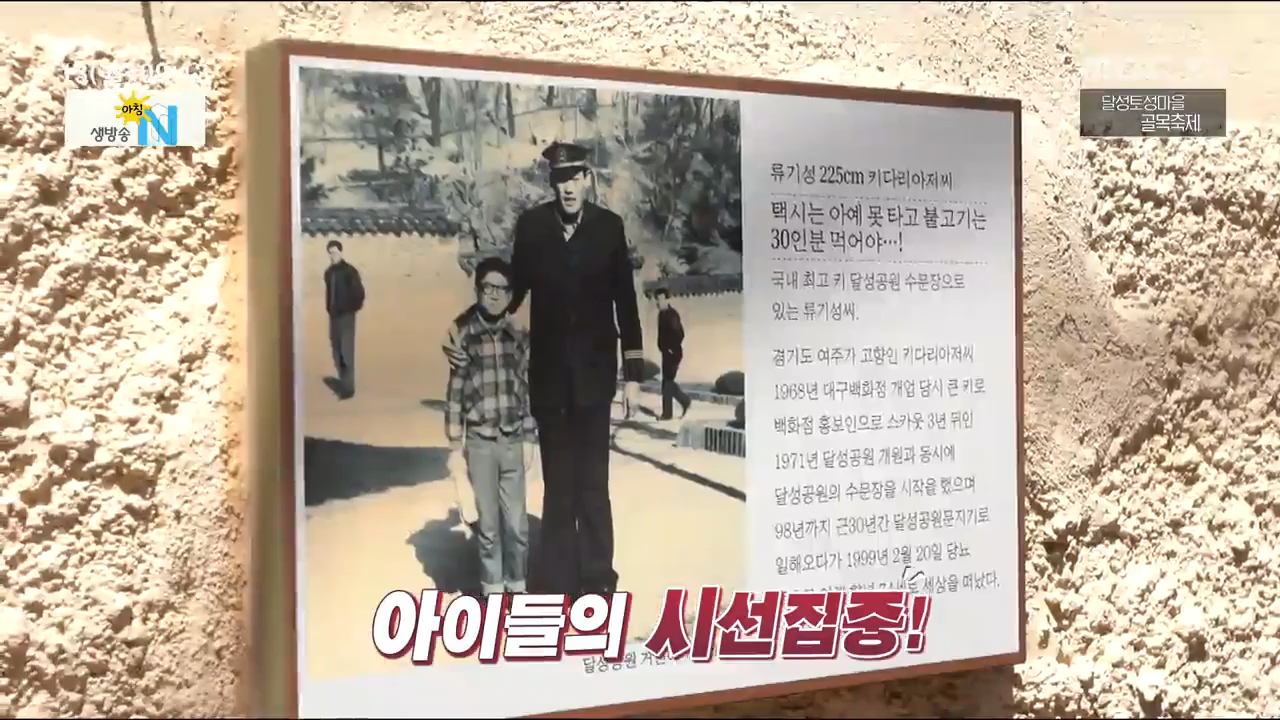 아침
생방송 N
달성토성마을
골목축제
류기성 225cm 키다리아저씨
택시는 아예 못 타고 불고기는
30인분 먹어야…!
국내 최고 키 달성공원 수문장으로
있는 류기성씨.
경기도 여주가 고향인 키다리아저씨
1968년 대구백화점 개업 당시 큰 키로
백화점 홍보인으로 스카웃 3년 뒤인
1971년 달성공원 개원과 동시에
달성공원의 수문장을 시작을 했으며
98년까지 근30년간 달성공원문지기로
일해오다가 1999년 2월 20일 당뇨
세상을 떠났다.
아이들의 시선집중!
달성공원